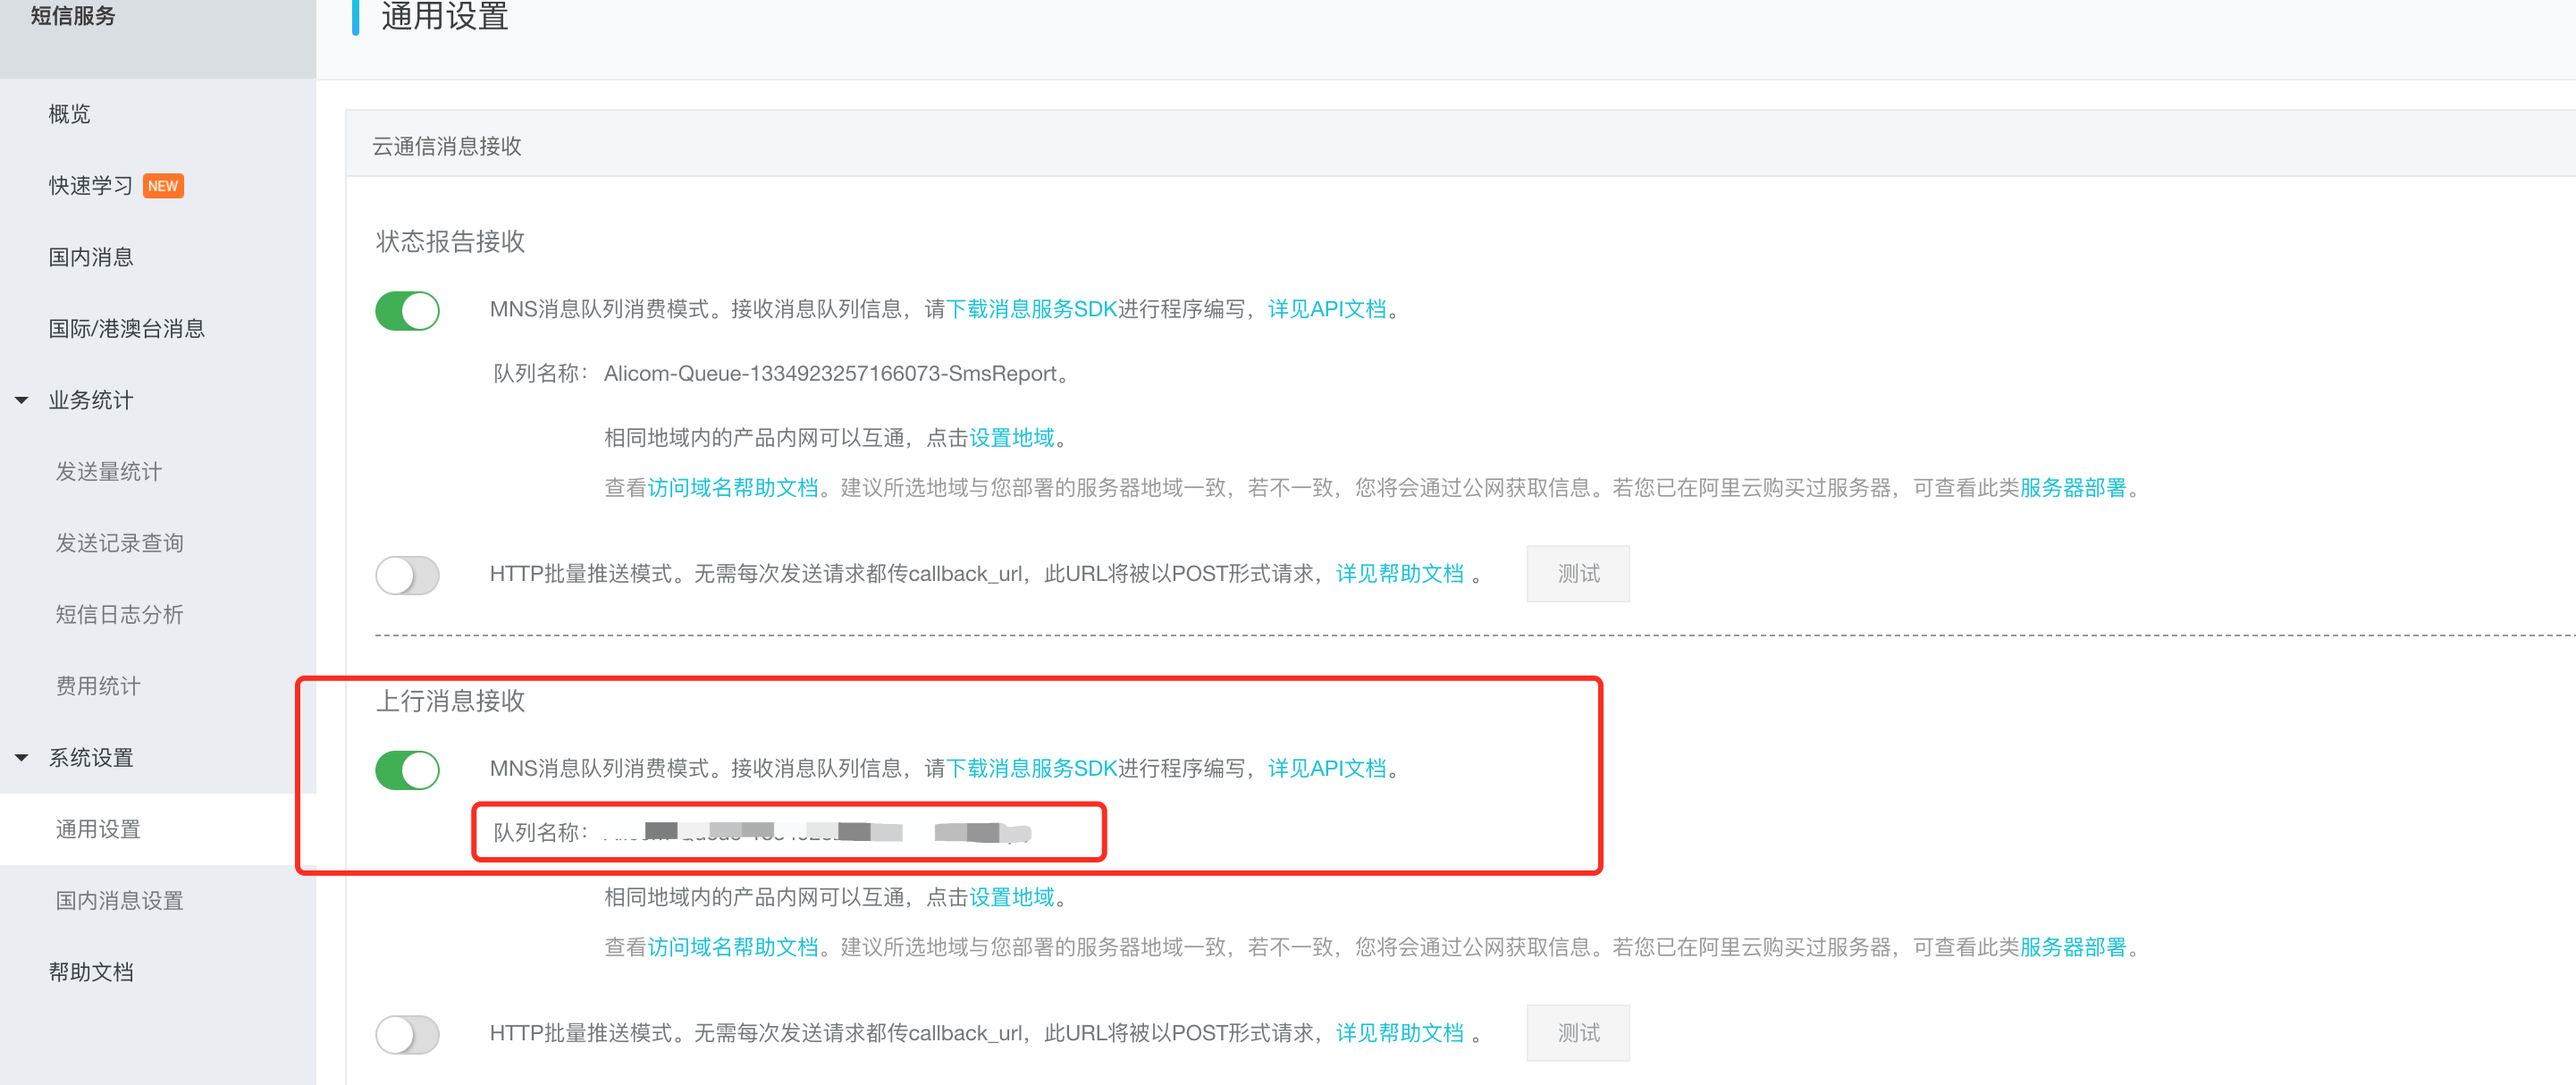 短信服务
通用设置
概览
快速学习 NEW
国内消息
国际/港澳台消息
业务统计
发送量统计
发送记录查询
短信日志分析
费用统计
系统设置
通用设置
国内消息设置
帮助文档
云通信消息接收
状态报告接收
MNS消息队列消费模式。接收消息队列信息，请下载消息服务SDK进行程序编写，详见API文档。
队列名称： Alicom-Queue-1334923257166073-SmsReport。
相同地域内的产品内网可以互通，点击设置地域。
查看访问域名帮助文档。建议所选地域与您部署的服务器地域一致，若不一致，您将会通过公网获取信息。若您已在阿里云购买过服务器，可查看此类服务器部署。
HTTP批量推送模式。无需每次发送请求都传callback_url，此URL将被以POST形式请求，详见帮助文档 。 测试
上行消息接收
MNS消息队列消费模式。接收消息队列信息，请下载消息服务SDK进行程序编写，详见API文档。
队列名称：
相同地域内的产品内网可以互通，点击设置地域。
查看访问域名帮助文档。建议所选地域与您部署的服务器地域一致，若不一致，您将会通过公网获取信息。若您已在阿里云购买过服务器，可查看此类服务器部署。
HTTP批量推送模式。无需每次发送请求都传callback_url，此URL将被以POST形式请求，详见帮助文档 。 测试